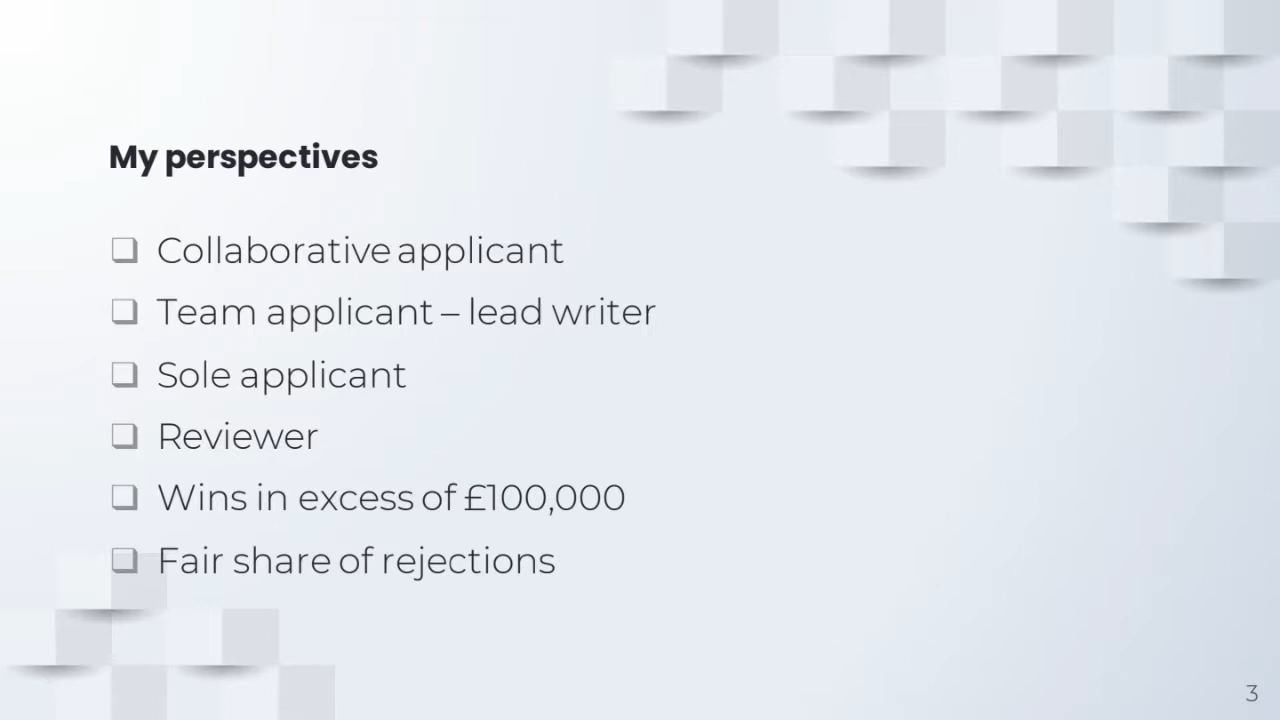 My perspectives
❑ Collaborative applicant
❑ Team applicant – lead writer
❑ Sole applicant
❑ Reviewer
❑ Wins in excess of £100,000
❑ Fair share of rejections
3